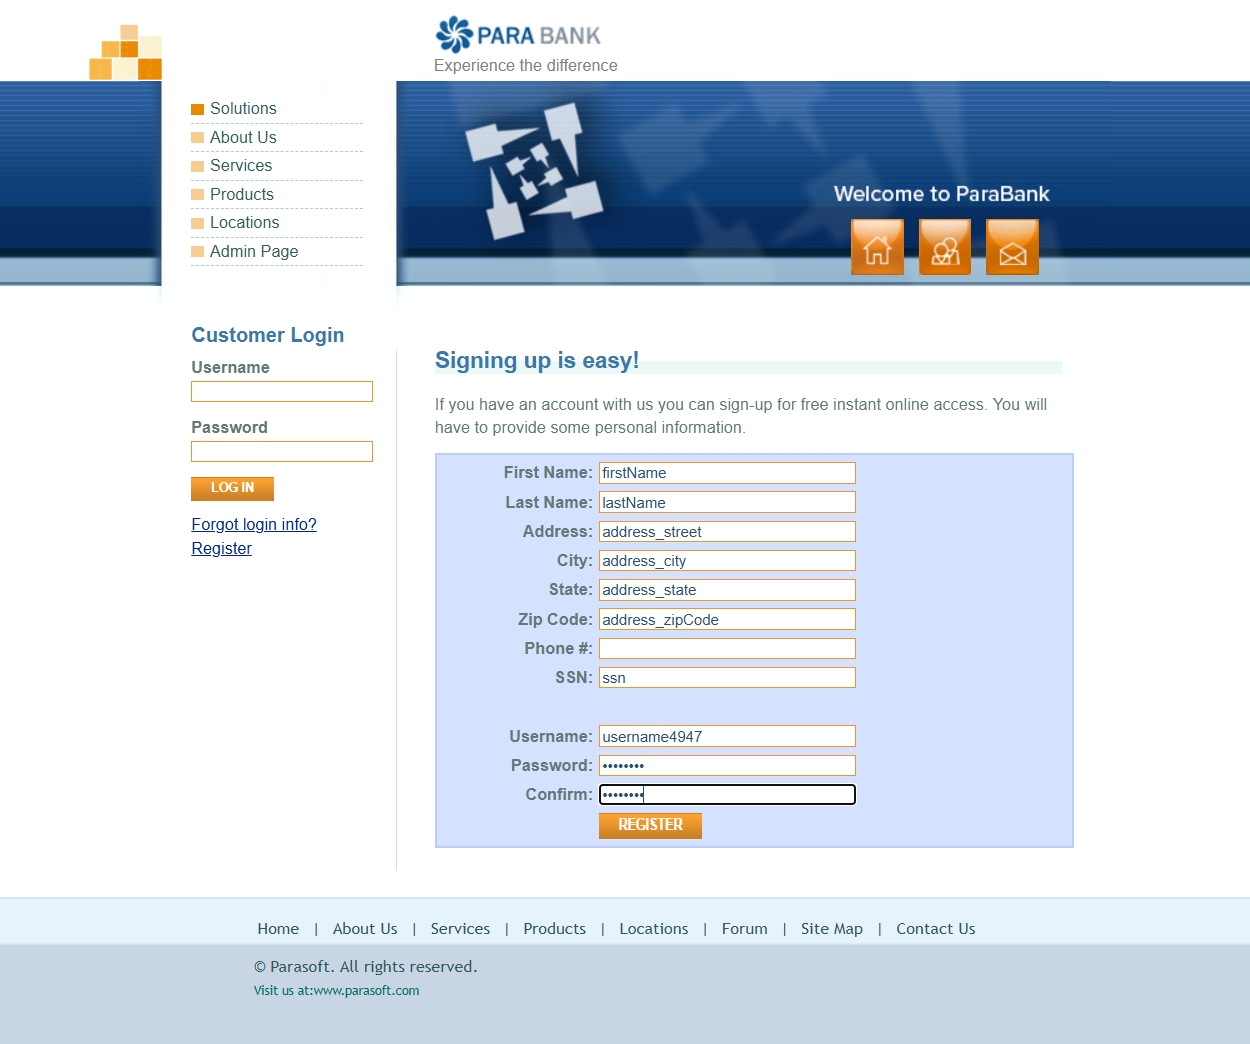 PARA BANK
Experience the difference
Solutions
About Us
Services
Products
Locations
Admin Page
Welcome to ParaBank
Customer Login
Username
Password
LOG IN
Forgot login info?
Register
Signing up is easy!
If you have an account with us you can sign-up for free instant online access. You will
have to provide some personal information.
First Name: firstName
Last Name: lastName
Address: address_street
City: address_city
State: address_state
Zip Code: address_zipCode
Phone #:
SSN: ssn
Username: username4947
Password: ••••••••
Confirm: ••••••••
REGISTER
Home | About Us | Services | Products | Locations | Forum | Site Map | Contact Us
© Parasoft. All rights reserved.
Visit us at:www.parasoft.com